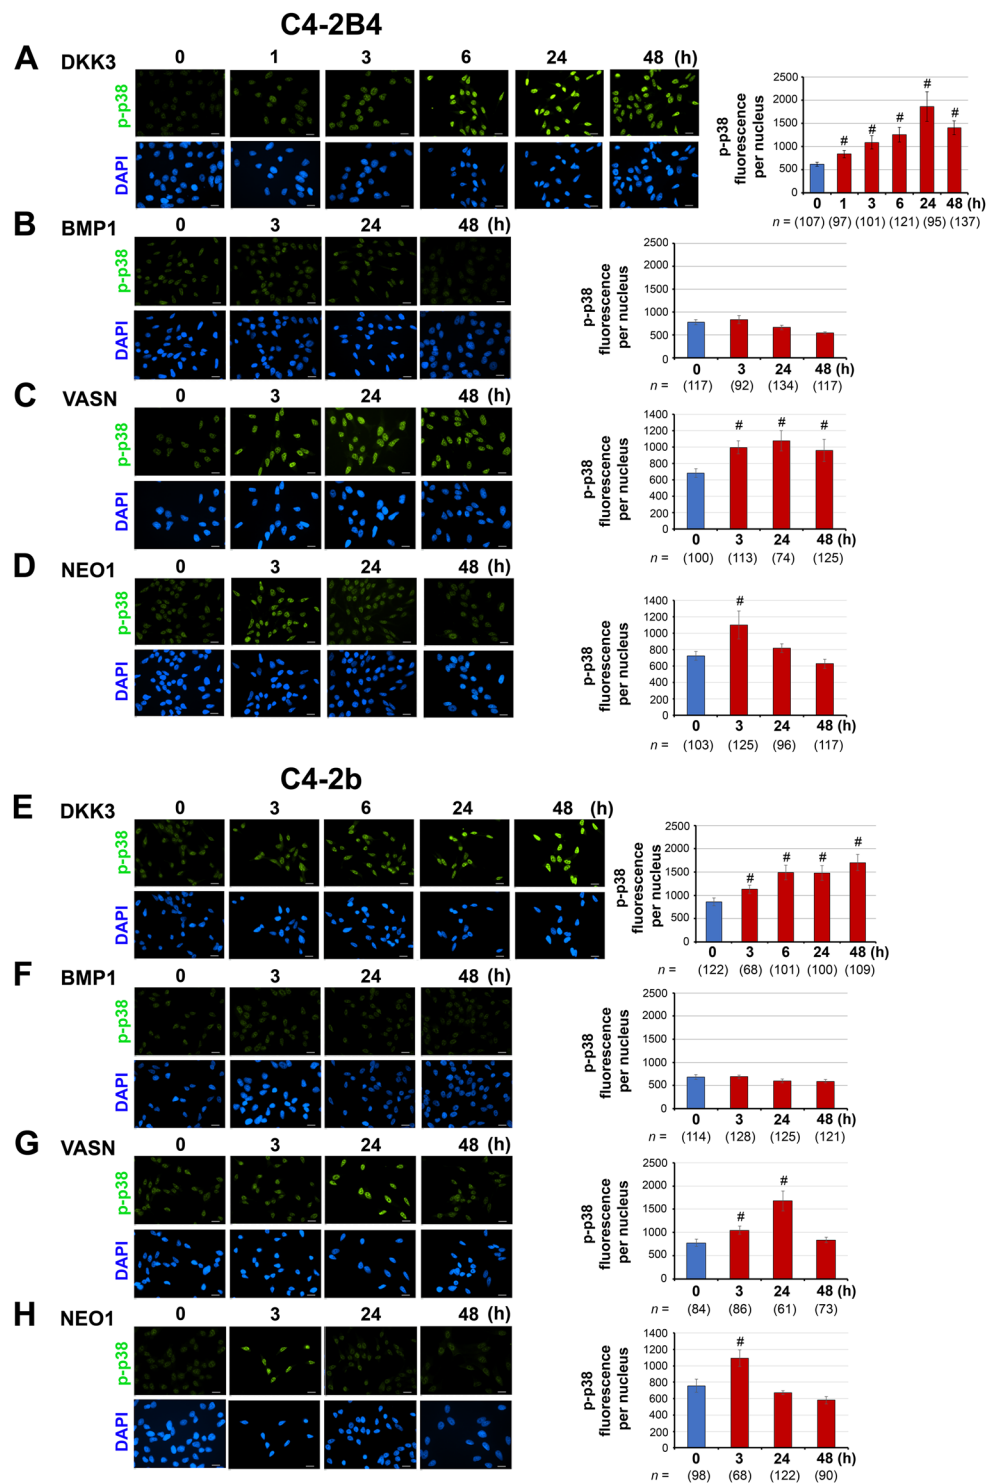 C4-2B4
A DKK3 0 1 3 6 24 48 (h)
p-p38
DAPI
p-p38
fluorescence
per nucleus
2500
2000
1500
1000
500
0
# # # # #
0 1 3 6 24 48 (h)
n = (107) (97) (101) (121) (95) (137)
B BMP1 0 3 24 48 (h)
p-p38
DAPI
p-p38
fluorescence
per nucleus
2500
2000
1500
1000
500
0
0 3 24 48 (h)
n = (117) (92) (134) (117)
C VASN 0 3 24 48 (h)
p-p38
DAPI
p-p38
fluorescence
per nucleus
1400
1200
1000
800
600
400
200
0
# # #
0 3 24 48 (h)
n = (100) (113) (74) (125)
D NEO1 0 3 24 48 (h)
p-p38
DAPI
p-p38
fluorescence
per nucleus
1400
1200
1000
800
600
400
200
0
#
0 3 24 48 (h)
n = (103) (125) (96) (117)
C4-2b
E DKK3 0 3 6 24 48 (h)
p-p38
DAPI
p-p38
fluorescence
per nucleus
2500
2000
1500
1000
500
0
# # # #
0 3 6 24 48 (h)
n = (122) (68) (101) (100) (109)
F BMP1 0 3 24 48 (h)
p-p38
DAPI
p-p38
fluorescence
per nucleus
2500
2000
1500
1000
500
0
0 3 24 48 (h)
n = (114) (128) (125) (121)
G VASN 0 3 24 48 (h)
p-p38
DAPI
p-p38
fluorescence
per nucleus
2500
2000
1500
1000
500
0
# #
0 3 24 48 (h)
n = (84) (86) (61) (73)
H NEO1 0 3 24 48 (h)
p-p38
DAPI
p-p38
fluorescence
per nucleus
1400
1200
1000
800
600
400
200
0
#
0 3 24 48 (h)
n = (98) (68) (122) (90)